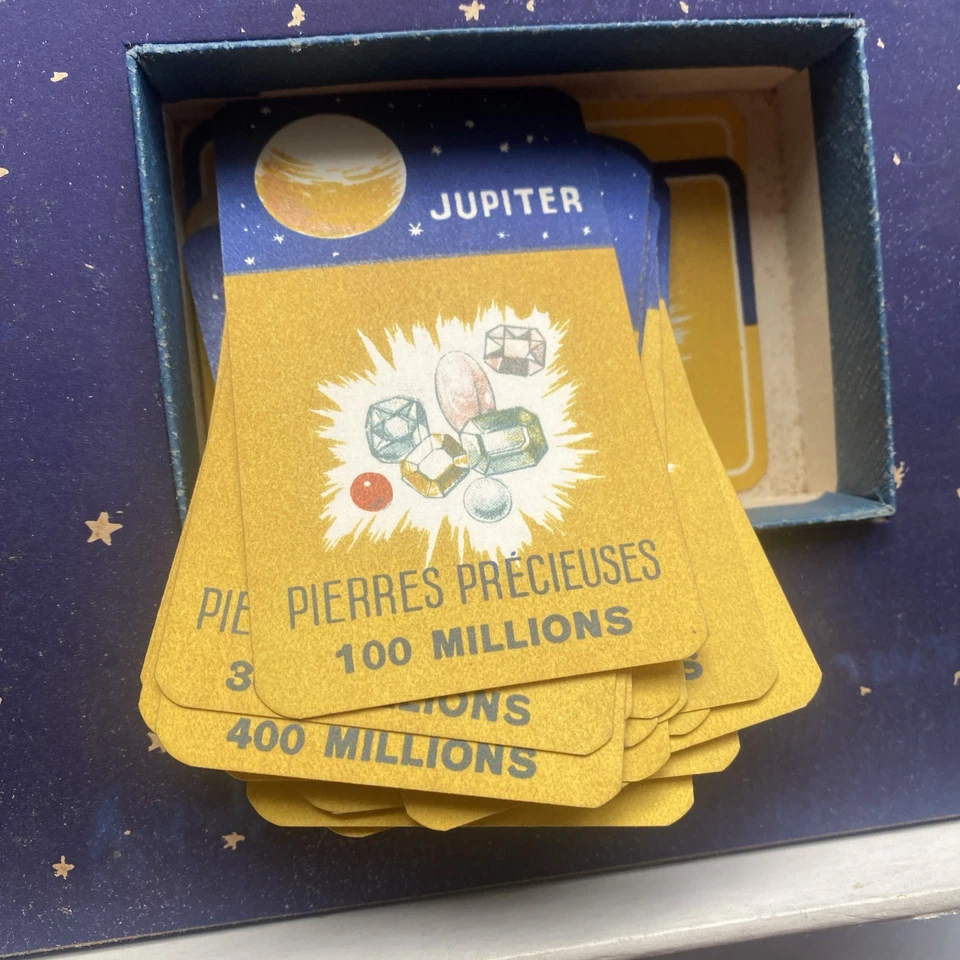 JUPITER
PIERRES PRÉCIEUSES
100 MILLIONS
400 MILLIONS